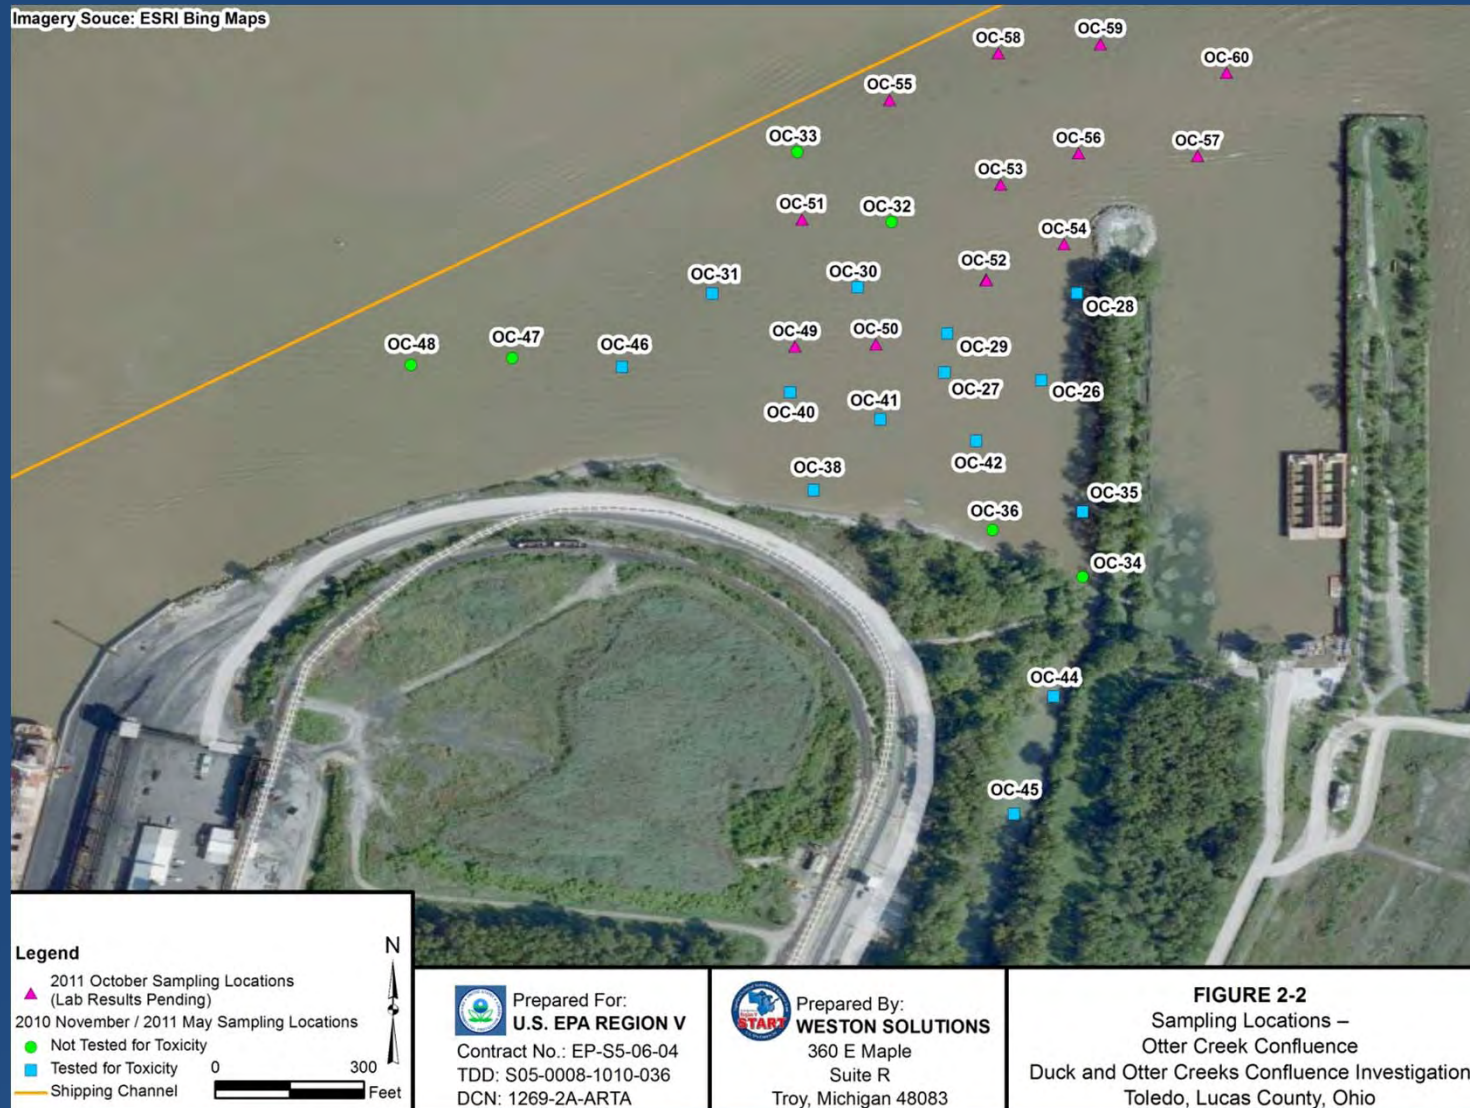 Imagery Souce: ESRI Bing Maps
OC-58
OC-59
OC-60
OC-55
OC-33
OC-56
OC-57
OC-53
OC-51
OC-32
OC-54
OC-31
OC-30
OC-52
OC-28
OC-48
OC-47
OC-46
OC-49
OC-50
OC-29
OC-27
OC-26
OC-40
OC-41
OC-42
OC-38
OC-35
OC-36
OC-34
OC-44
OC-45
Legend
N
2011 October Sampling Locations
(Lab Results Pending)
2010 November / 2011 May Sampling Locations
Not Tested for Toxicity
Tested for Toxicity
Shipping Channel
0 300
Feet
Prepared For:
U.S. EPA REGION V
Contract No.: EP-S5-06-04
TDD: S05-0008-1010-036
DCN: 1269-2A-ARTA
START
Prepared By:
WESTON SOLUTIONS
360 E Maple
Suite R
Troy, Michigan 48083
FIGURE 2-2
Sampling Locations –
Otter Creek Confluence
Duck and Otter Creeks Confluence Investigation
Toledo, Lucas County, Ohio